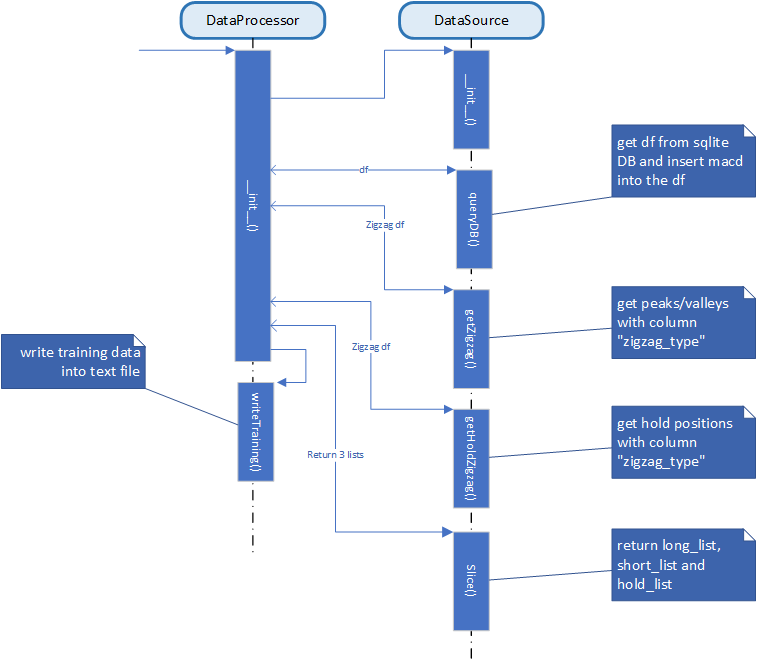 DataProcessor
DataSource
__init__()
__init__()
get df from sqlite
DB and insert macd
into the df
df
queryDB()
Zigzag df
get peaks/valleys
with column
"zigzag_type"
getZigzag()
write training data
into text file
Zigzag df
writeTraining()
getHoldZigzag()
get hold positions
with column
"zigzag_type"
Return 3 lists
Slice()
return long_list,
short_list and
hold_list